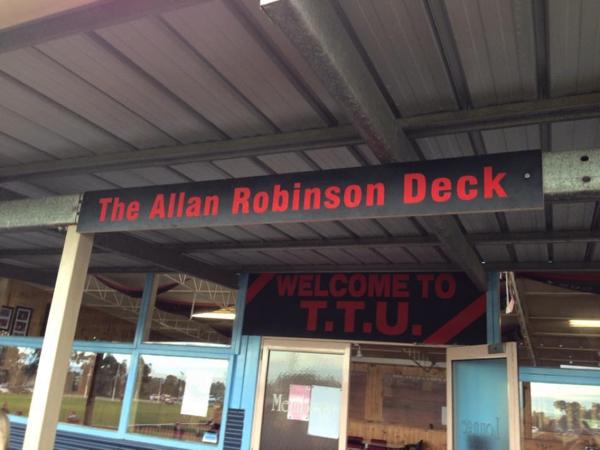 The Allan Robinson Deck
WELCOME TO
T.T.U.